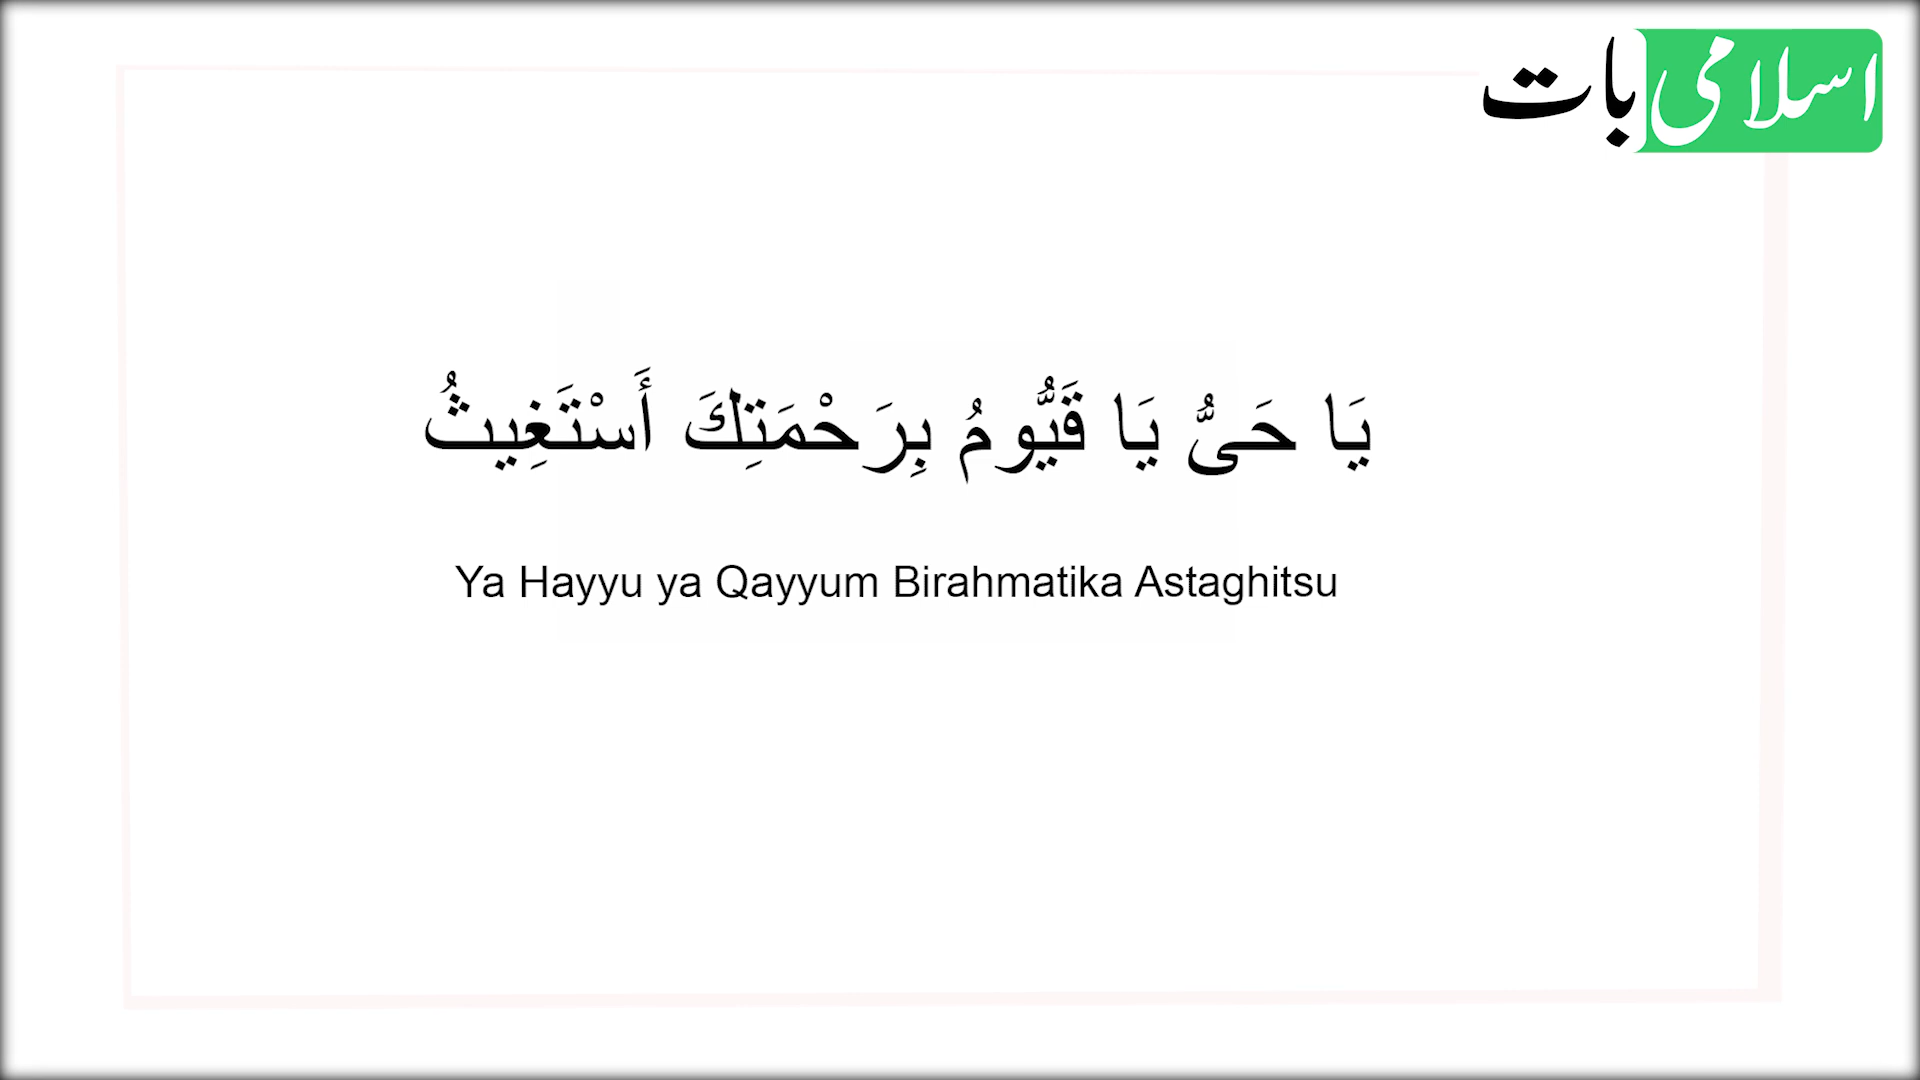 اسلامی بات
يَا حَىُّ يَا قَيُّومُ بِرَحْمَتِكَ أَسْتَغِيثُ
Ya Hayyu ya Qayyum Birahmatika Astaghitsu